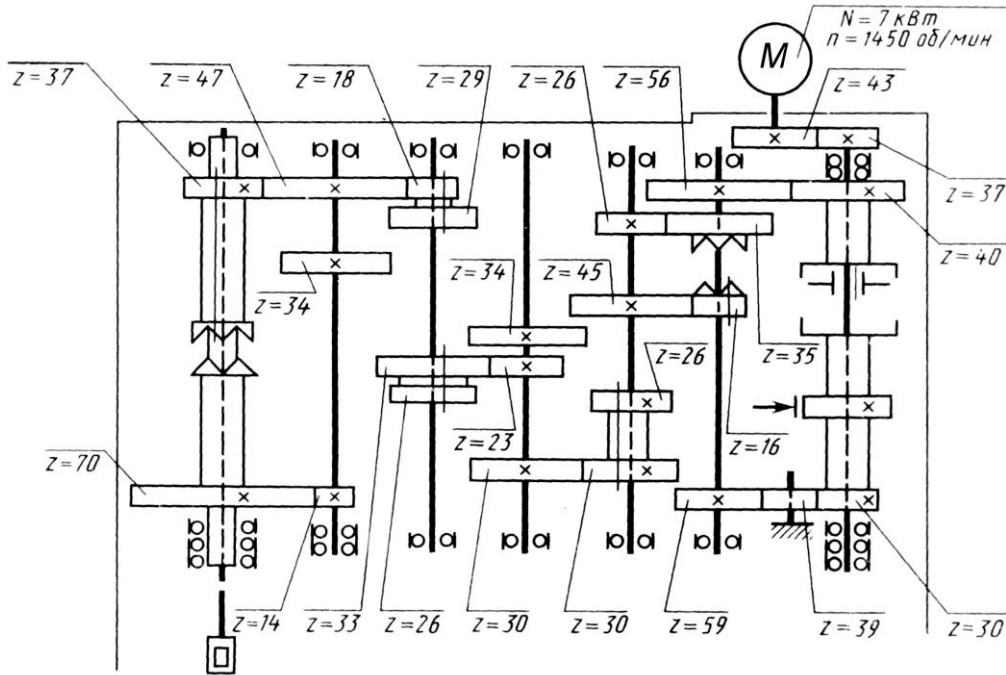 N = 7 кВт
n = 1450 об/мин
M
z=37
z=47
z=18
z=29
z=26
z=56
z=43
z=37
z=40
z=34
z=34
z=45
z=35
z=26
z=16
z=23
z=70
z=14
z=33
z=26
z=30
z=30
z=59
z=39
z=30